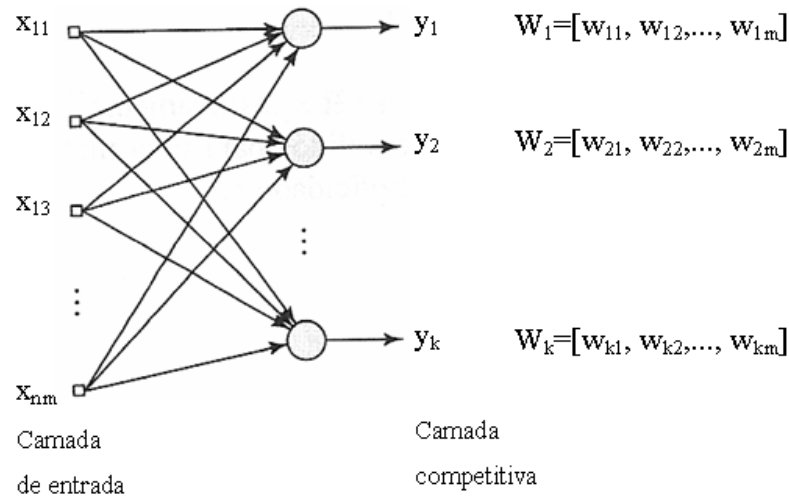 x₁₁ y₁ W₁=[w₁₁, w₁₂,..., w₁ₘ]
x₁₂ y₂ W₂=[w₂₁, w₂₂,..., w₂ₘ]
x₁₃
⋮ ⋮
yₖ Wₖ=[wₖ₁, wₖ₂,..., wₖₘ]
xₙₘ
Camada
de entrada
Camada
competitiva